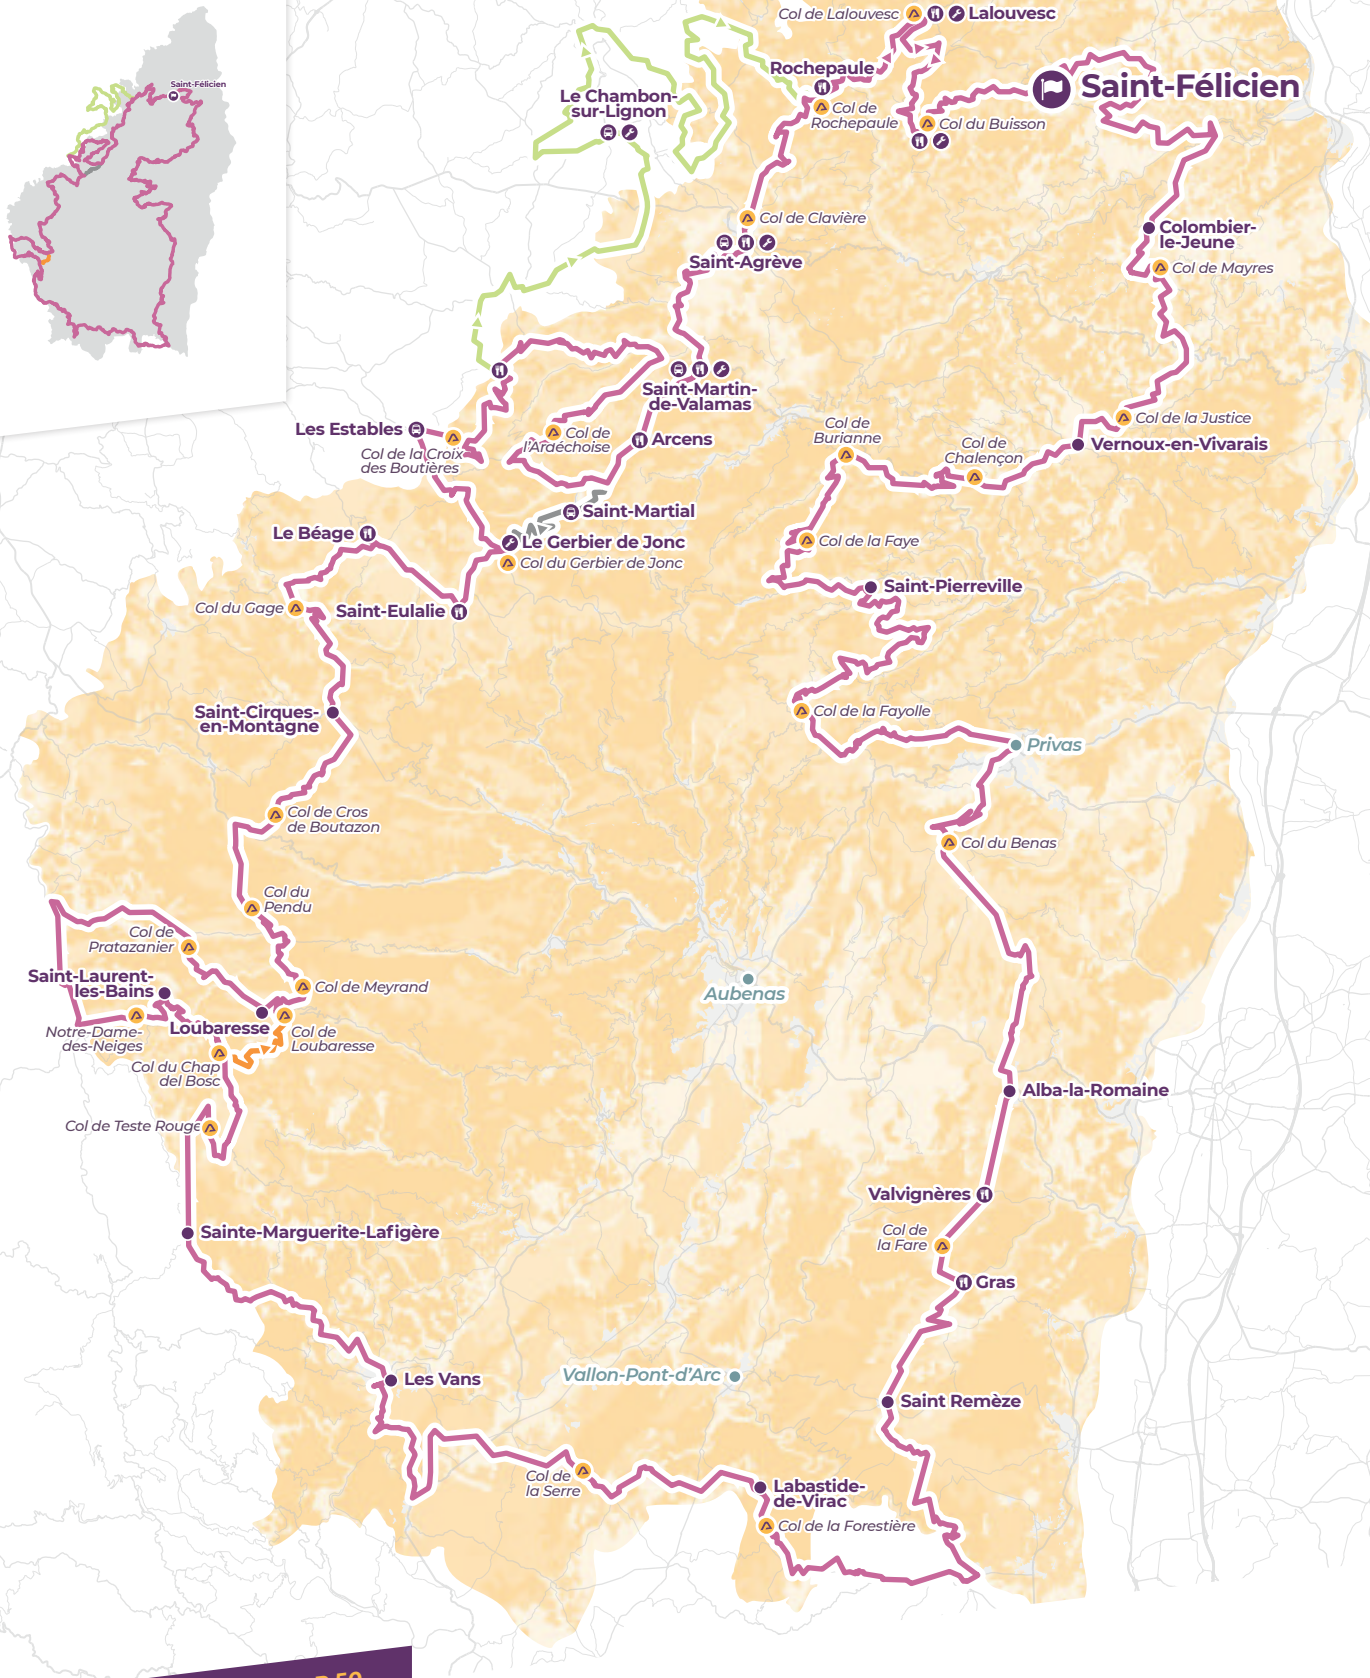 Saint-Félicien
Col de Lalouvesc
Lalouvesc
Rochepaule
Saint-Félicien
Le Chambon-
sur-Lignon
Col de
Rochepaule
Col du Buisson
Col de Clavière
Saint-Agrève
Colombier-
le-Jeune
Col de Mayres
Saint-Martin-
de-Valamas
Col de la Justice
Les Estables
Col de la Croix
des Boutières
Col de
l'Ardéchoise
Arcens
Col de
Burianne
Col de
Chalençon
Vernoux-en-Vivarais
Saint-Martial
Le Béage
Le Gerbier de Jonc
Col du Gerbier de Jonc
Col de la Faye
Col du Gage
Saint-Eulalie
Saint-Pierreville
Saint-Cirques-
en-Montagne
Col de la Fayolle
Privas
Col de Cros
de Boutazon
Col du Benas
Col du
Pendu
Col de
Pratazanier
Saint-Laurent-
les-Bains
Col de Meyrand
Aubenas
Loubaresse
Notre-Dame-
des-Neiges
Col de
Loubaresse
Col du Chap
del Bosc
Alba-la-Romaine
Col de Teste Rouge
Valvignères
Sainte-Marguerite-Lafigère
Col de
la Fare
Gras
Les Vans
Vallon-Pont-d'Arc
Saint Remèze
Col de
la Serre
Labastide-
de-Virac
Col de la Forestière